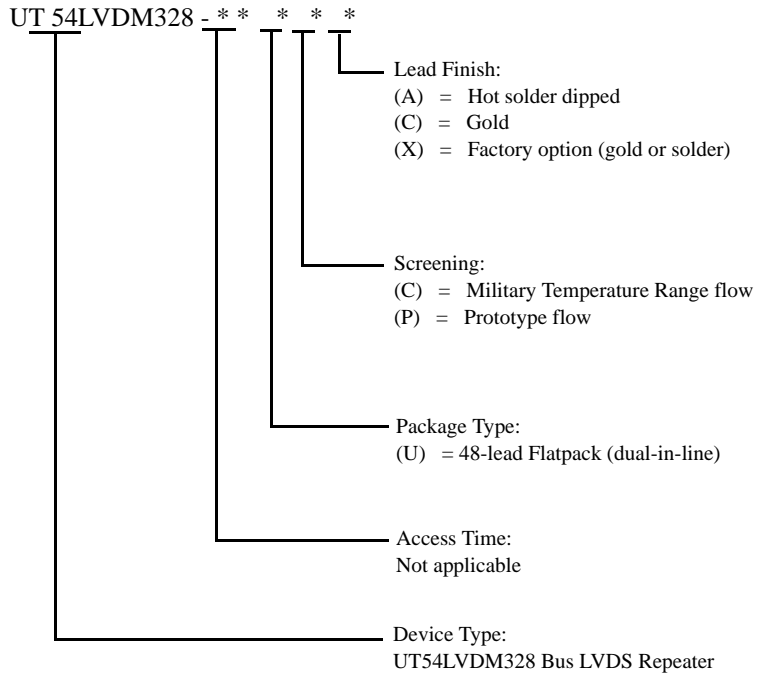 UT 54LVDM328 - * * * * *
Lead Finish:
(A) = Hot solder dipped
(C) = Gold
(X) = Factory option (gold or solder)
Screening:
(C) = Military Temperature Range flow
(P) = Prototype flow
Package Type:
(U) = 48-lead Flatpack (dual-in-line)
Access Time:
Not applicable
Device Type:
UT54LVDM328 Bus LVDS Repeater